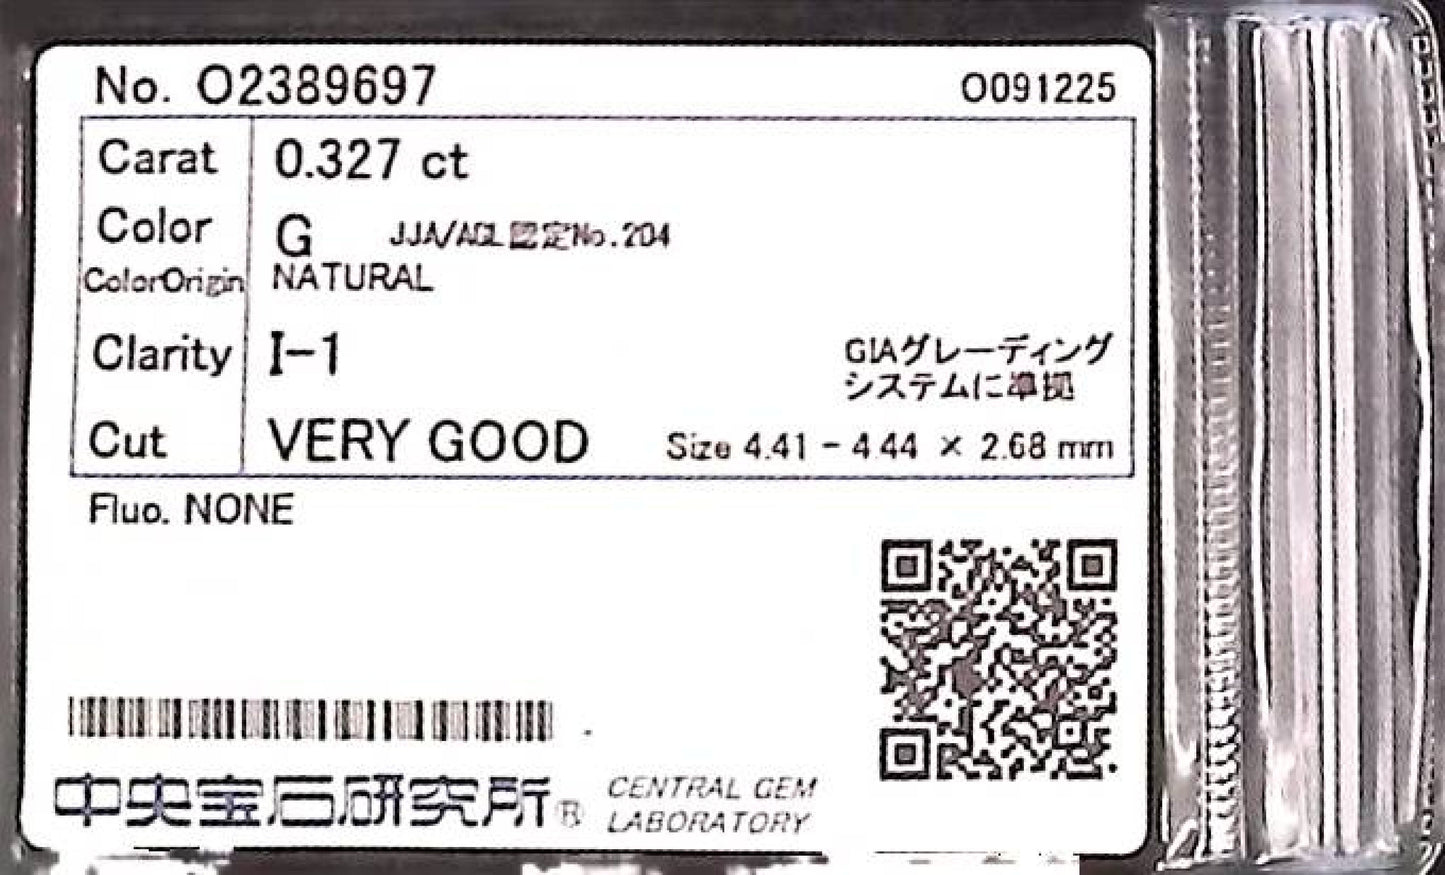 No. O2389697 O091225
Carat 0.327 ct
Color G JJA/AGL認定No.204
ColorOrigin NATURAL
Clarity I-1 GIAグレーディング
システムに準拠
Cut VERY GOOD Size 4.41 - 4.44 × 2.68 mm
Fluo. NONE
中央宝石研究所® CENTRAL GEM
LABORATORY